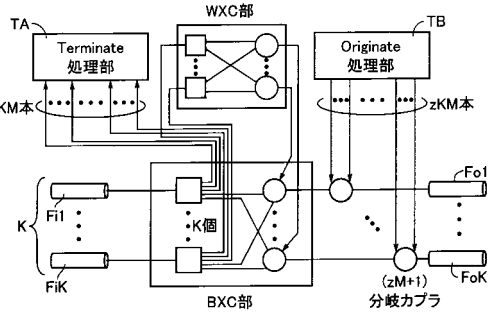 WXC部
TA
TB
Terminate
処理部
Originate
処理部
KM本
zKM本
Fo1
K
Fi1
K個
FiK
FoK
(zM+1)
分岐カプラ
BXC部